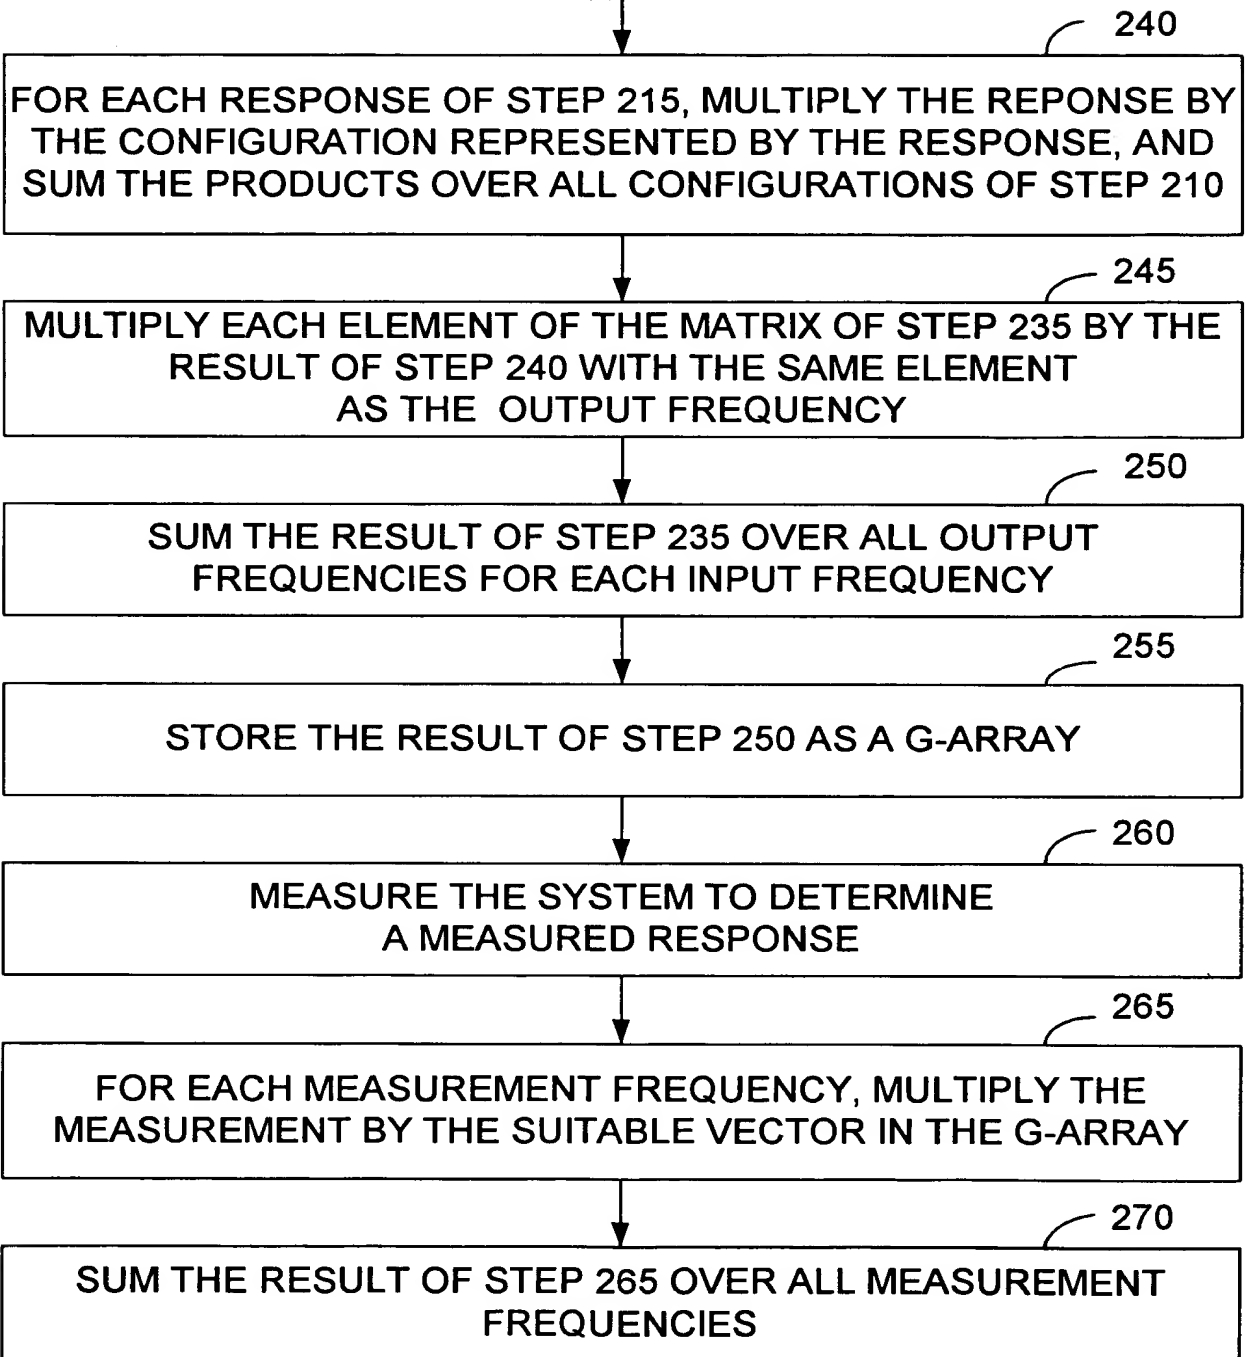 240
FOR EACH RESPONSE OF STEP 215, MULTIPLY THE REPONSE BY
THE CONFIGURATION REPRESENTED BY THE RESPONSE, AND
SUM THE PRODUCTS OVER ALL CONFIGURATIONS OF STEP 210
245
MULTIPLY EACH ELEMENT OF THE MATRIX OF STEP 235 BY THE
RESULT OF STEP 240 WITH THE SAME ELEMENT
AS THE OUTPUT FREQUENCY
250
SUM THE RESULT OF STEP 235 OVER ALL OUTPUT
FREQUENCIES FOR EACH INPUT FREQUENCY
255
STORE THE RESULT OF STEP 250 AS A G-ARRAY
260
MEASURE THE SYSTEM TO DETERMINE
A MEASURED RESPONSE
265
FOR EACH MEASUREMENT FREQUENCY, MULTIPLY THE
MEASUREMENT BY THE SUITABLE VECTOR IN THE G-ARRAY
270
SUM THE RESULT OF STEP 265 OVER ALL MEASUREMENT
FREQUENCIES